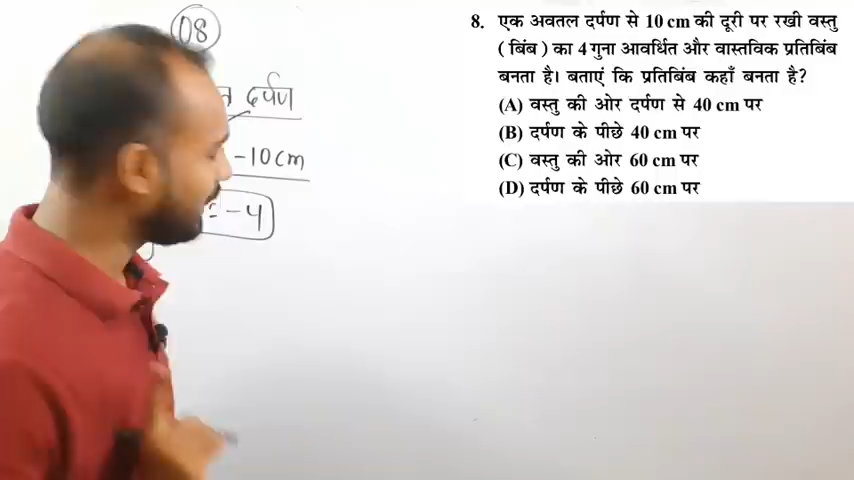 08
दर्पण
-10cm
= -4
8. एक अवतल दर्पण से 10 cm की दूरी पर रखी वस्तु
( बिंब ) का 4 गुना आवर्धित और वास्तविक प्रतिबिंब
बनता है। बताएं कि प्रतिबिंब कहाँ बनता है?
(A) वस्तु की ओर दर्पण से 40 cm पर
(B) दर्पण के पीछे 40 cm पर
(C) वस्तु की ओर 60 cm पर
(D) दर्पण के पीछे 60 cm पर